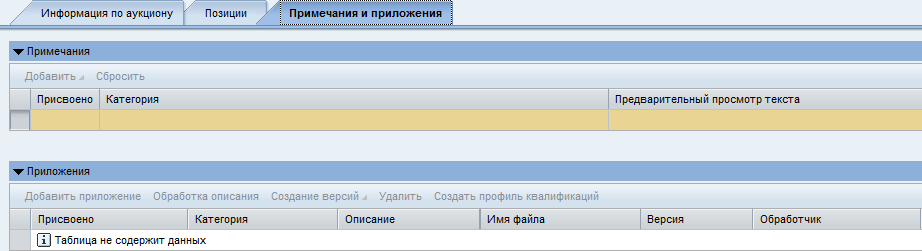 Информация по аукциону Позиции Примечания и приложения
Примечания
Добавить Сбросить
Присвоено Категория Предварительный просмотр текста
Приложения
Добавить приложение Обработка описания Создание версий Удалить Создать профиль квалификаций
Присвоено Категория Описание Имя файла Версия Обработчик
Таблица не содержит данных